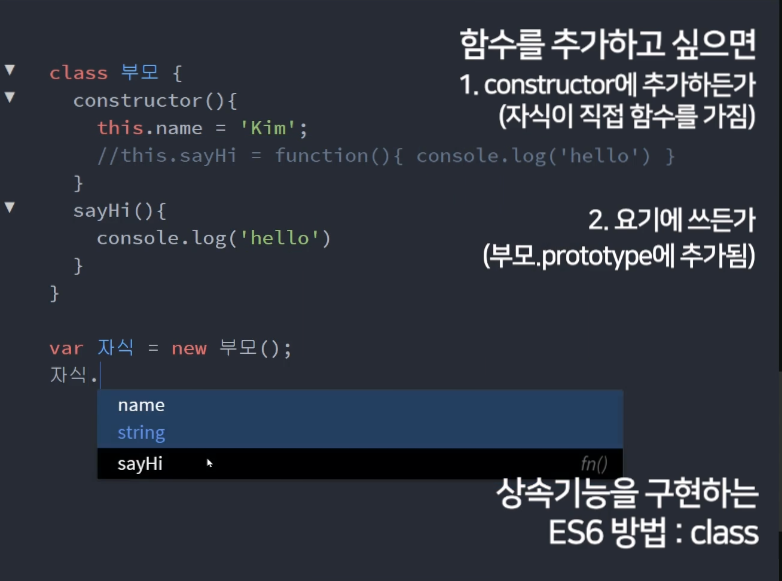 함수를 추가하고 싶으면
class 부모 {
1. constructor에 추가하든가
constructor(){
(자식이 직접 함수를 가짐)
this.name = 'Kim';
//this.sayHi = function(){ console.log('hello') }
}
sayHi(){
2. 요기에 쓰든가
console.log('hello')
(부모.prototype에 추가됨)
}
}
var 자식 = new 부모();
자식.
name
string
sayHi fn()
상속기능을 구현하는
ES6 방법 : class